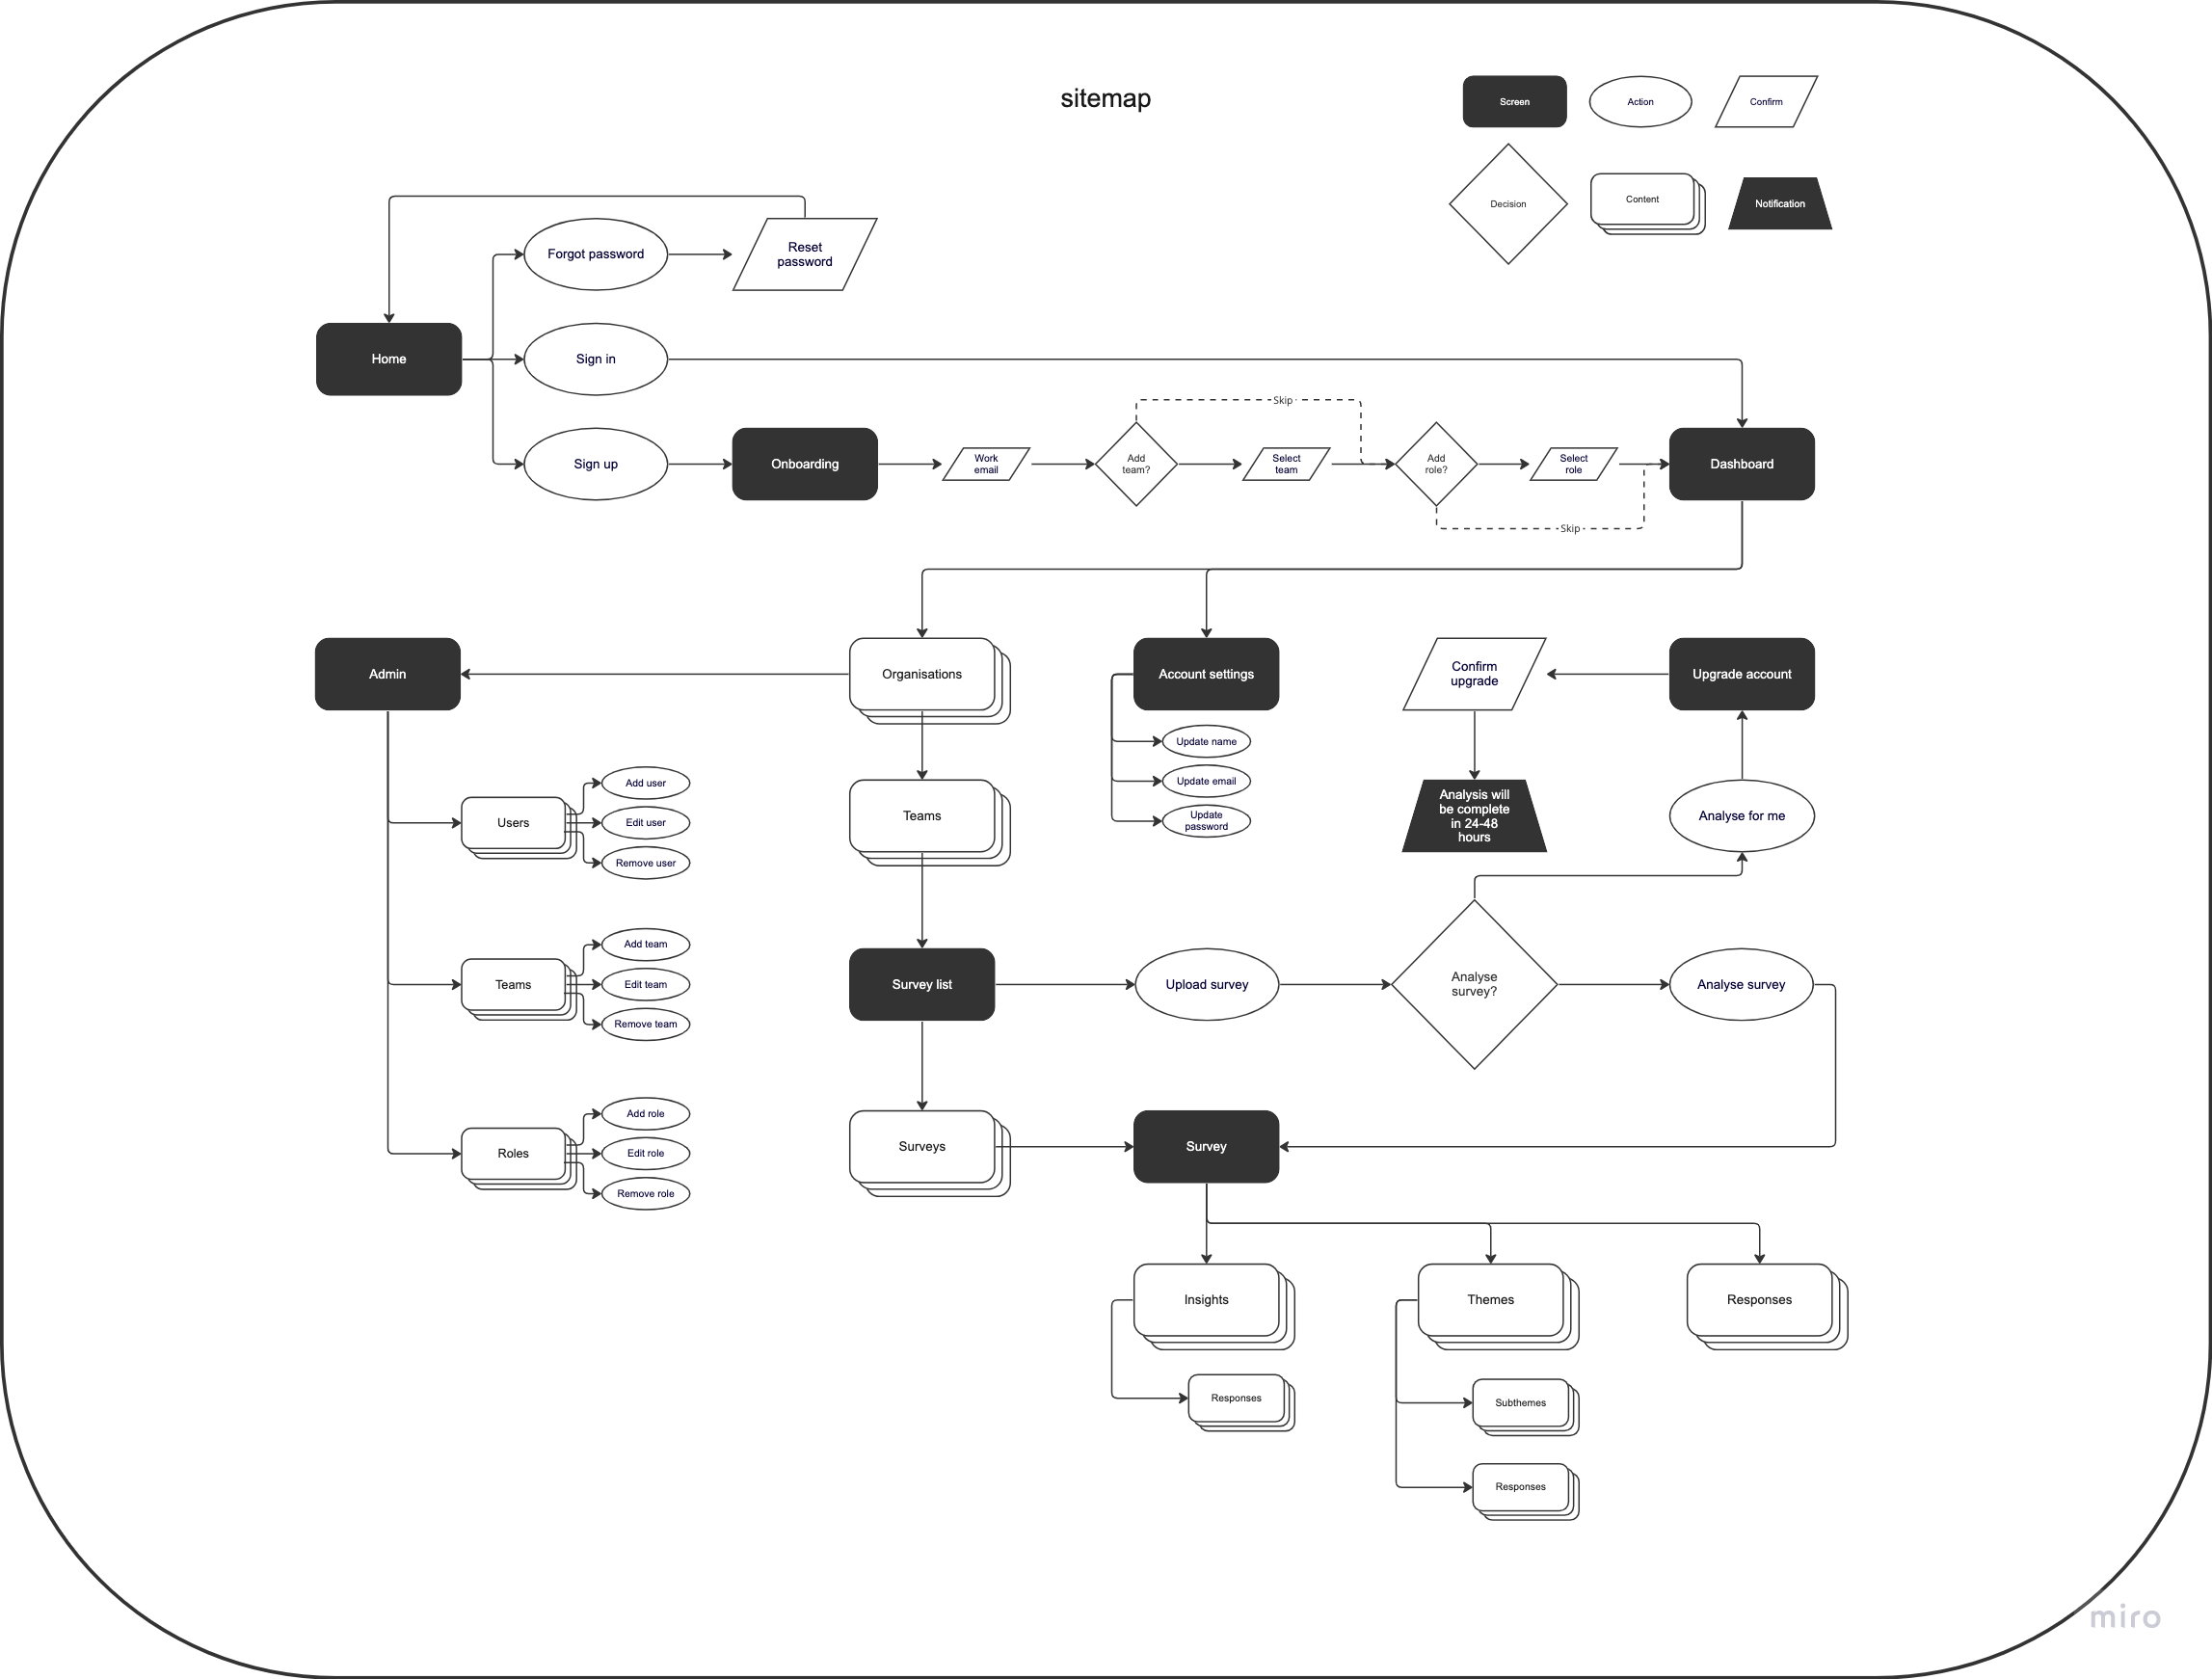 sitemap
Screen
Action
Confirm
Decision
Content
Notification
Forgot password
Reset
password
Home
Sign in
Skip
Sign up
Onboarding
Work
email
Add
team?
Select
team
Add
role?
Select
role
Dashboard
Skip
Admin
Organisations
Account settings
Confirm
upgrade
Upgrade account
Update name
Update email
Update
password
Teams
Analysis will
be complete
in 24-48
hours
Analyse for me
Users
Add user
Edit user
Remove user
Teams
Add team
Edit team
Remove team
Survey list
Upload survey
Analyse
survey?
Analyse survey
Roles
Add role
Edit role
Remove role
Surveys
Survey
Insights
Themes
Responses
Responses
Subthemes
Responses
miro